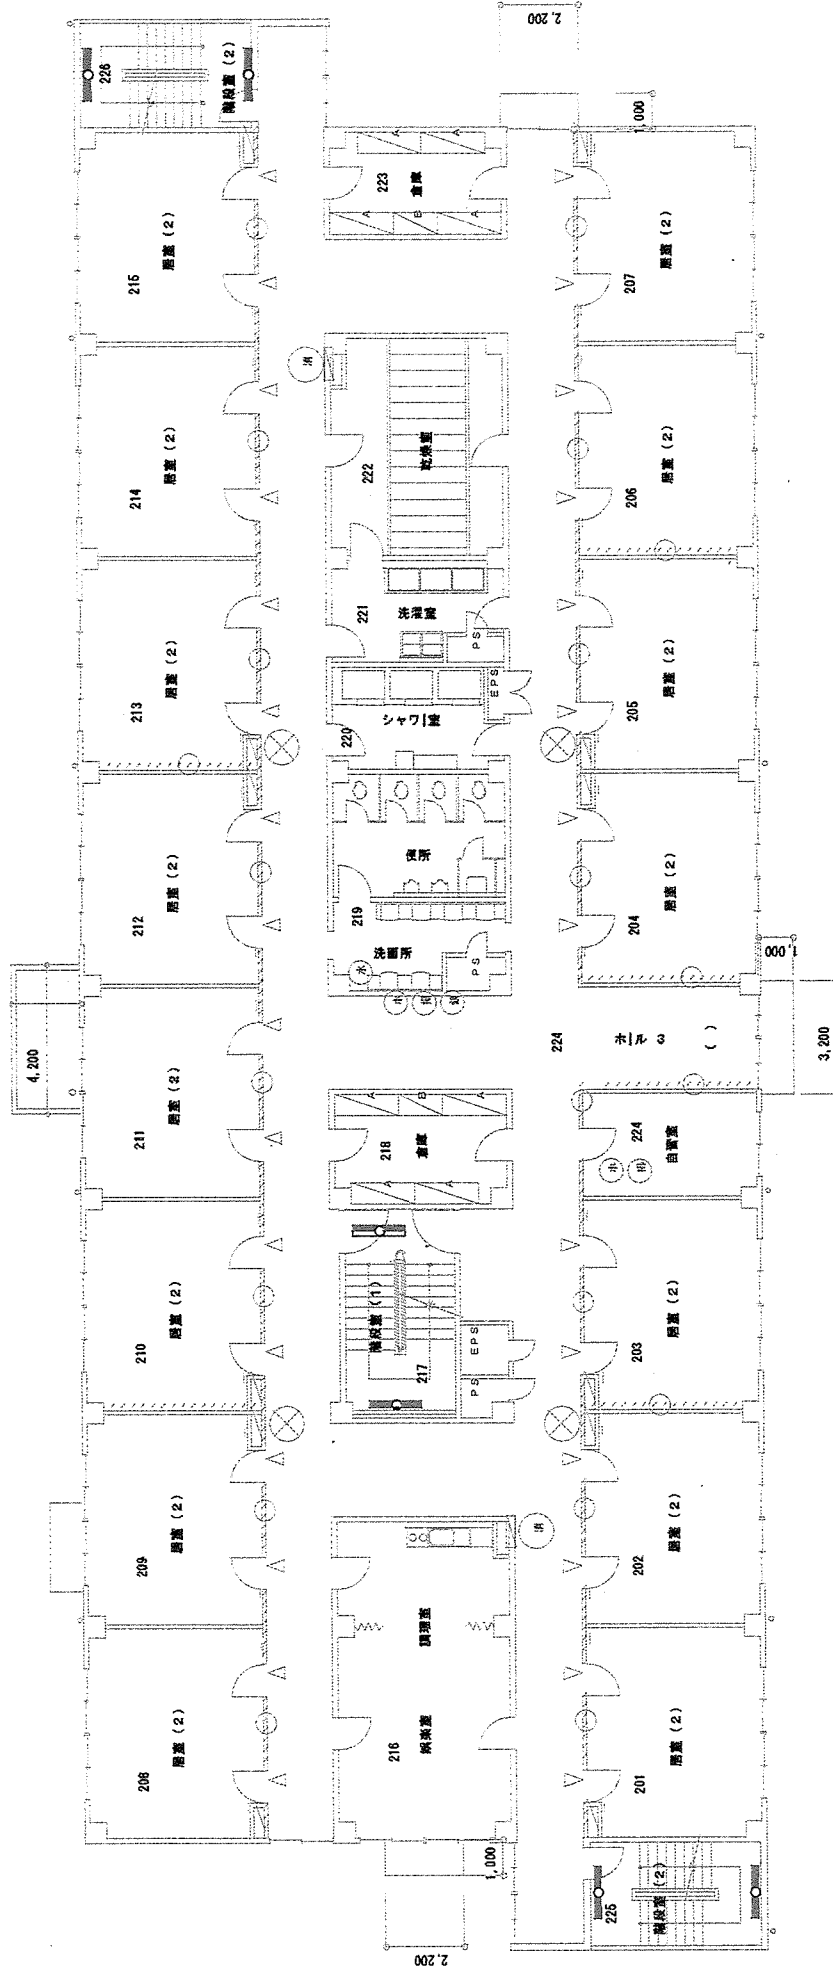 2,200
226
階段室(2)
1,000
223
倉庫
A
A
A
B
A
215
居室(2)
207
居室(2)
消
214
居室(2)
222
乾燥室
206
居室(2)
221
洗濯室
PS
213
居室(2)
EPS
シャワー室
220
205
居室(2)
212
居室(2)
便所
219
洗面所
PS
水
204
居室(2)
1,000
4,200
224
ホール 3
( )
3,200
211
居室(2)
A
B
A
218
倉庫
A
A
224
自習室
210
居室(2)
階段室(1)
217
EPS
PS
203
居室(2)
209
居室(2)
消
202
居室(2)
調理室
208
居室(2)
216
娯楽室
201
居室(2)
1,000
2,200
225
階段室(2)